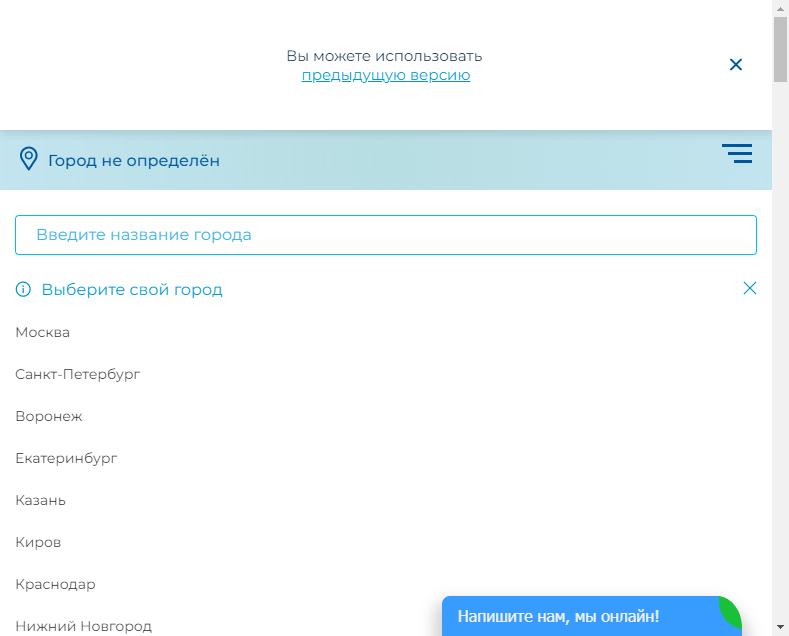 Вы можете использовать
предыдущую версию
Город не определён
Введите название города
Выберите свой город
Москва
Санкт-Петербург
Воронеж
Екатеринбург
Казань
Киров
Краснодар
Нижний Новгород
Напишите нам, мы онлайн!